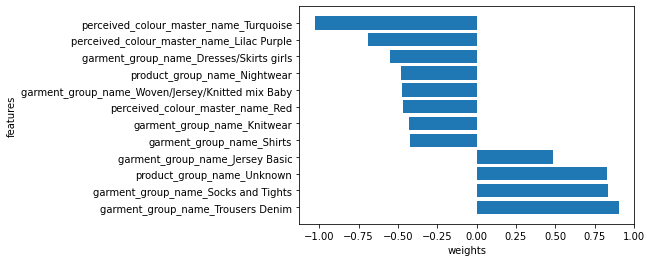 perceived_colour_master_name_Turquoise
perceived_colour_master_name_Lilac Purple
garment_group_name_Dresses/Skirts girls
product_group_name_Nightwear
garment_group_name_Woven/Jersey/Knitted mix Baby
perceived_colour_master_name_Red
garment_group_name_Knitwear
garment_group_name_Shirts
garment_group_name_Jersey Basic
product_group_name_Unknown
garment_group_name_Socks and Tights
garment_group_name_Trousers Denim
features
−1.00 −0.75 −0.50 −0.25 0.00 0.25 0.50 0.75 1.00
weights